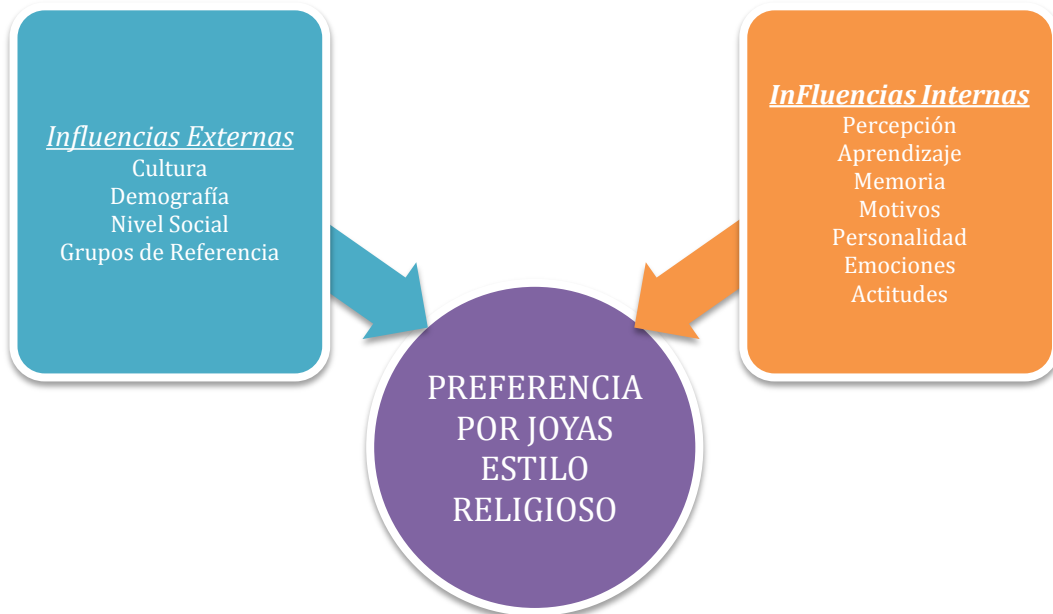 Influencias Externas
Cultura
Demografía
Nivel Social
Grupos de Referencia
InFluencias Internas
Percepción
Aprendizaje
Memoria
Motivos
Personalidad
Emociones
Actitudes
PREFERENCIA
POR JOYAS
ESTILO
RELIGIOSO